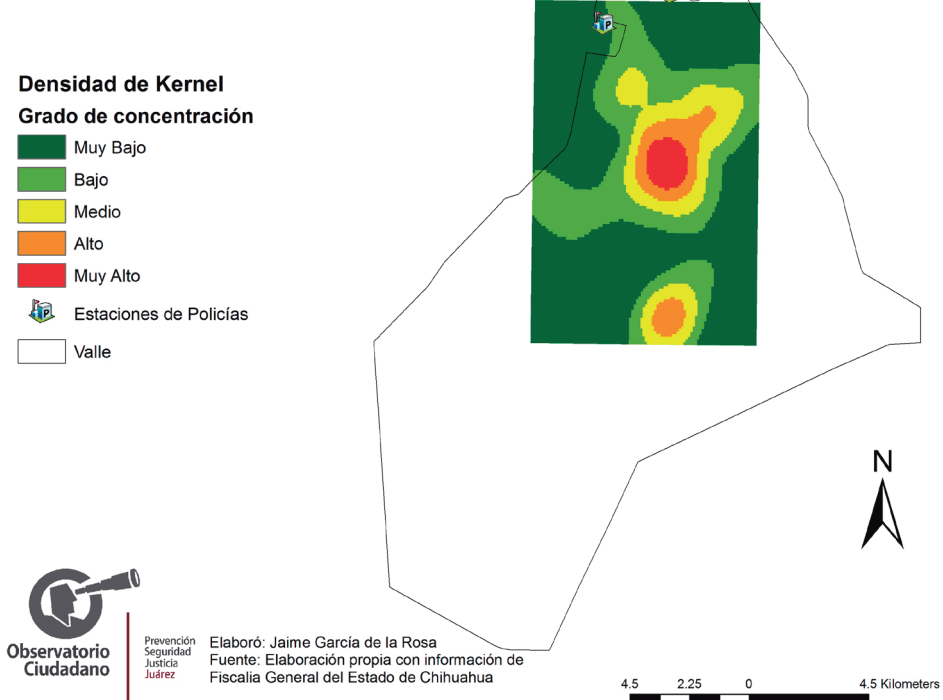 Densidad de Kernel
Grado de concentración
Muy Bajo
Bajo
Medio
Alto
Muy Alto
P Estaciones de Policías
Valle
P
N
Observatorio
Ciudadano
Prevención
Seguridad
Justicia
Juárez
Elaboró: Jaime García de la Rosa
Fuente: Elaboración propia con información de
Fiscalia General del Estado de Chihuahua
4.5 2.25 0 4.5 Kilometers